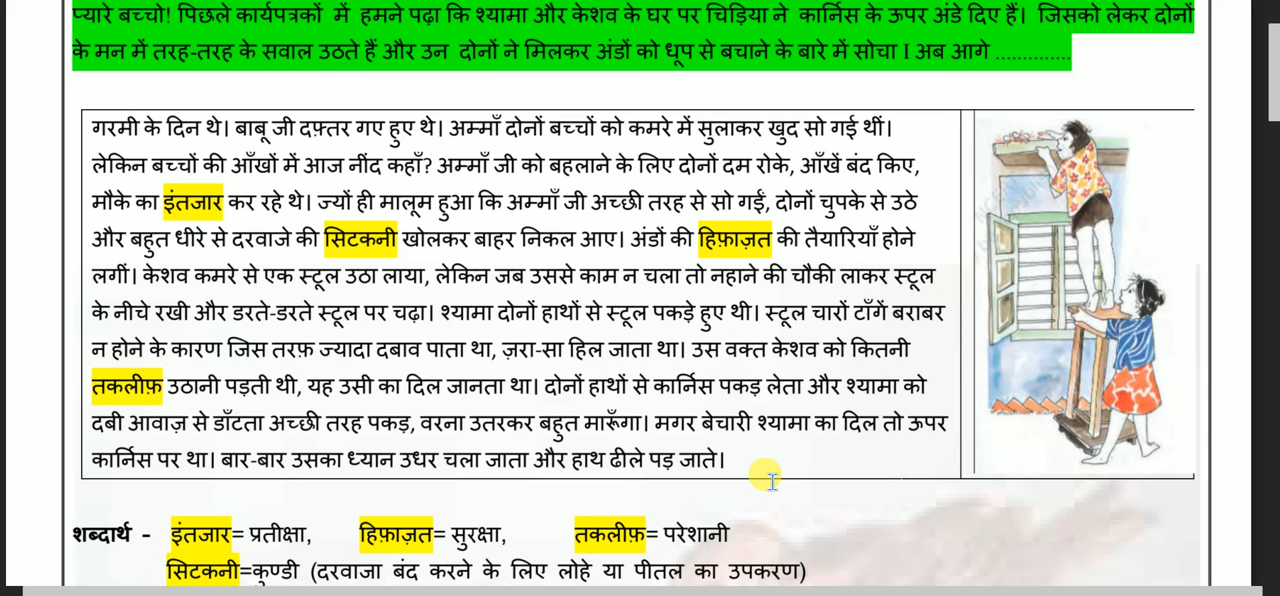 प्यारे बच्चो! पिछले कार्यपत्रकों में हमने पढ़ा कि श्यामा और केशव के घर पर चिड़िया ने कार्निस के ऊपर अंडे दिए हैं। जिसको लेकर दोनों
के मन में तरह-तरह के सवाल उठते हैं और उन दोनों ने मिलकर अंडों को धूप से बचाने के बारे में सोचा I अब आगे ..............
गरमी के दिन थे। बाबू जी दफ़्तर गए हुए थे। अम्माँ दोनों बच्चों को कमरे में सुलाकर खुद सो गई थीं।
लेकिन बच्चों की आँखों में आज नींद कहाँ? अम्माँ जी को बहलाने के लिए दोनों दम रोके, आँखें बंद किए,
मौके का इंतजार कर रहे थे। ज्यों ही मालूम हुआ कि अम्माँ जी अच्छी तरह से सो गईं, दोनों चुपके से उठे
और बहुत धीरे से दरवाजे की सिटकनी खोलकर बाहर निकल आए। अंडों की हिफ़ाज़त की तैयारियाँ होने
लगीं। केशव कमरे से एक स्टूल उठा लाया, लेकिन जब उससे काम न चला तो नहाने की चौकी लाकर स्टूल
के नीचे रखी और डरते-डरते स्टूल पर चढ़ा। श्यामा दोनों हाथों से स्टूल पकड़े हुए थी। स्टूल चारों टाँगें बराबर
न होने के कारण जिस तरफ़ ज्यादा दबाव पाता था, ज़रा-सा हिल जाता था। उस वक्त केशव को कितनी
तकलीफ़ उठानी पड़ती थी, यह उसी का दिल जानता था। दोनों हाथों से कार्निस पकड़ लेता और श्यामा को
दबी आवाज़ से डाँटता अच्छी तरह पकड़, वरना उतरकर बहुत मारूँगा। मगर बेचारी श्यामा का दिल तो ऊपर
कार्निस पर था। बार-बार उसका ध्यान उधर चला जाता और हाथ ढीले पड़ जाते।
शब्दार्थ - इंतजार= प्रतीक्षा, हिफ़ाज़त= सुरक्षा, तकलीफ़= परेशानी
सिटकनी=कुण्डी (दरवाजा बंद करने के लिए लोहे या पीतल का उपकरण)